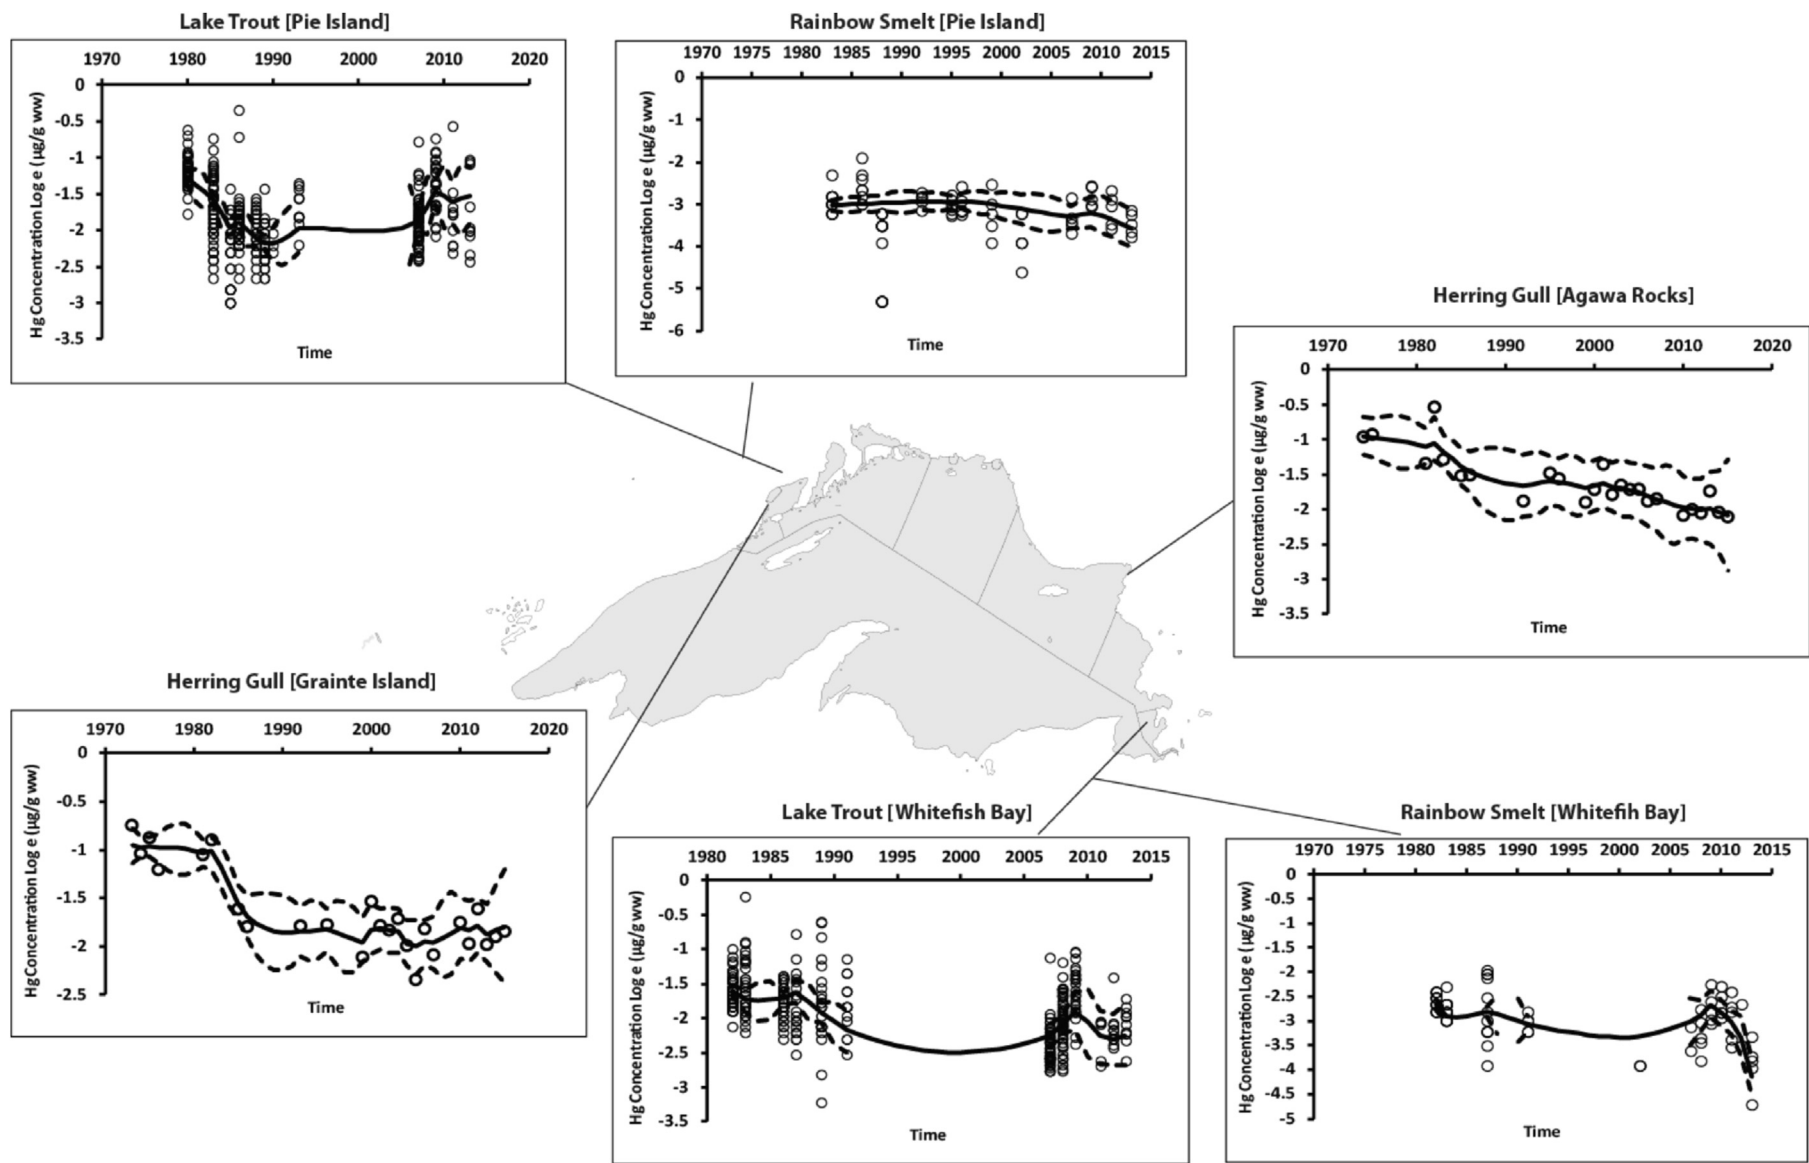 Lake Trout [Pie Island]
1970 1980 1990 2000 2010 2020
0
-0.5
-1
-1.5
-2
-2.5
-3
-3.5
Hg Concentration Log e (µg/g ww)
Time
Rainbow Smelt [Pie Island]
1970 1975 1980 1985 1990 1995 2000 2005 2010 2015
0
-1
-2
-3
-4
-5
-6
Hg Concentration Log e (µg/g ww)
Time
Herring Gull [Agawa Rocks]
1970 1980 1990 2000 2010 2020
0
-0.5
-1
-1.5
-2
-2.5
-3
-3.5
Hg Concentration Log e (µg/g ww)
Time
Herring Gull [Grainte Island]
1970 1980 1990 2000 2010 2020
0
-0.5
-1
-1.5
-2
-2.5
Hg Concentration Log e (µg/g ww)
Time
Lake Trout [Whitefish Bay]
1980 1985 1990 1995 2000 2005 2010 2015
0
-0.5
-1
-1.5
-2
-2.5
-3
-3.5
Hg Concentration Log e (µg/g ww)
Time
Rainbow Smelt [Whitefih Bay]
1970 1975 1980 1985 1990 1995 2000 2005 2010 2015
0
-0.5
-1
-1.5
-2
-2.5
-3
-3.5
-4
-4.5
-5
Hg Concentration Log e (µg/g ww)
Time